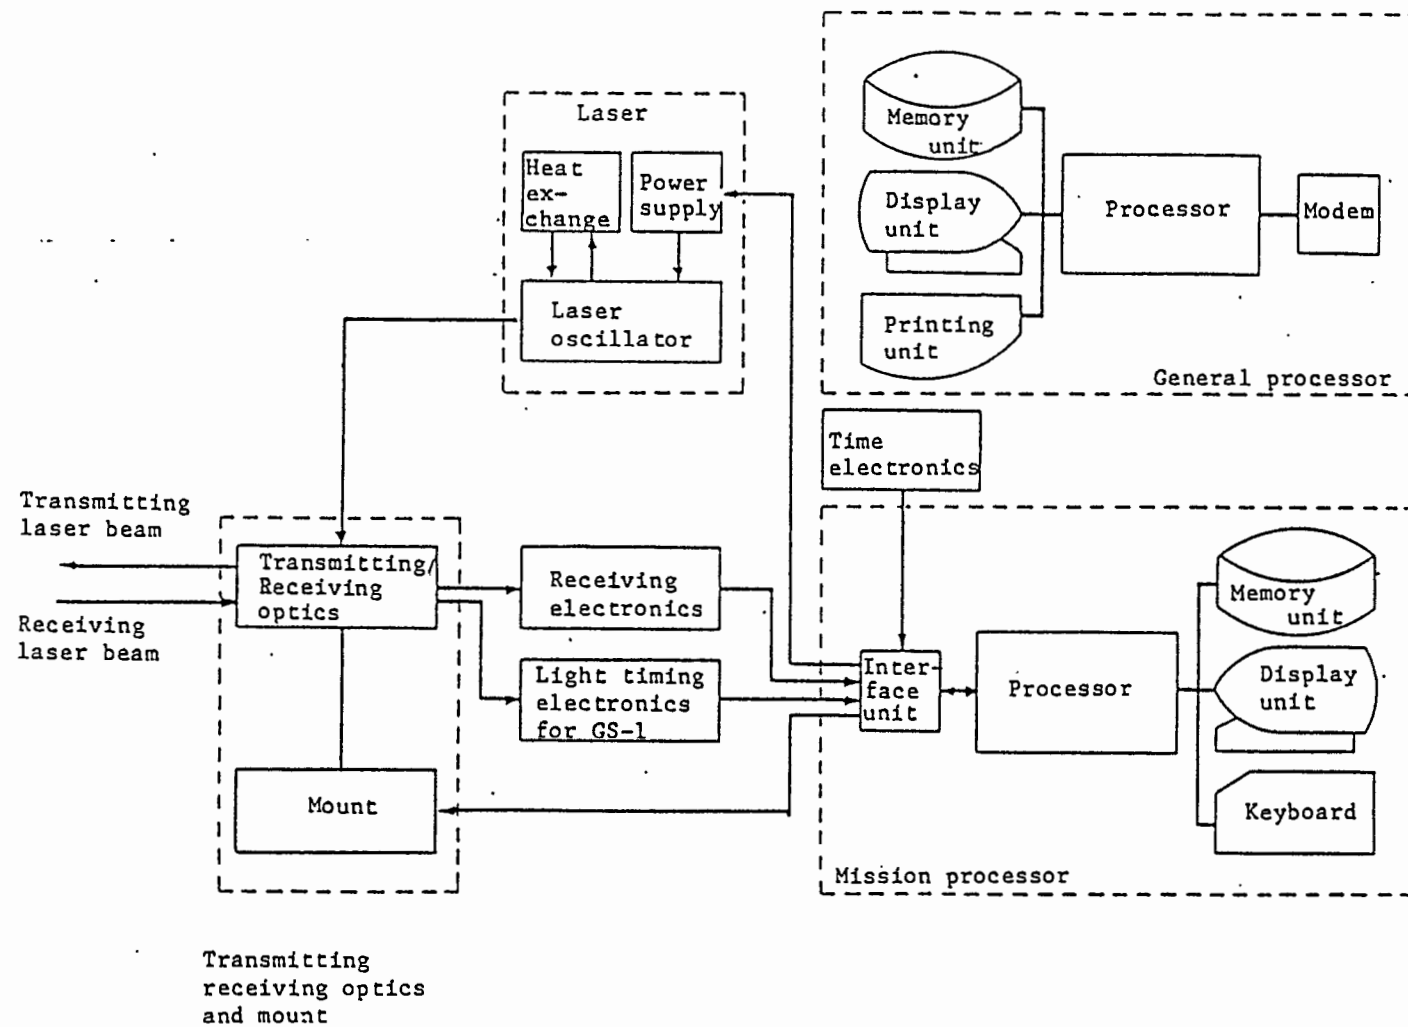 Laser
Heat
ex-
change
Power
supply
Laser
oscillator
Memory
unit
Display
unit
Printing
unit
Processor
Modem
General processor
Time
electronics
Transmitting
laser beam
Receiving
laser beam
Transmitting/
Receiving
optics
Mount
Receiving
electronics
Light timing
electronics
for GS-1
Inter-
face
unit
Processor
Memory
unit
Display
unit
Keyboard
Mission processor
Transmitting
receiving optics
and mount